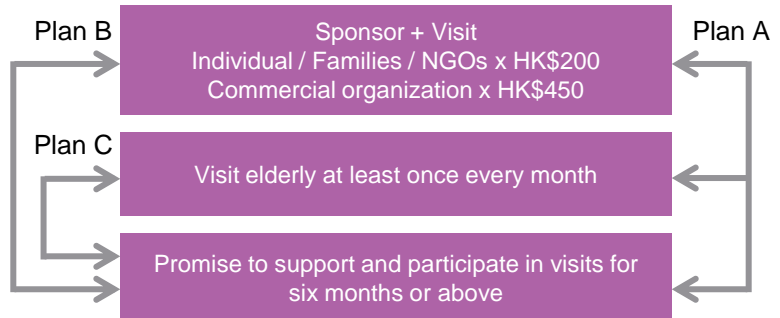 Plan B
Sponsor + Visit
Plan A
Individual / Families / NGOs x HK$200
Commercial organization x HK$450
Plan C
Visit elderly at least once every month
Promise to support and participate in visits for
six months or above